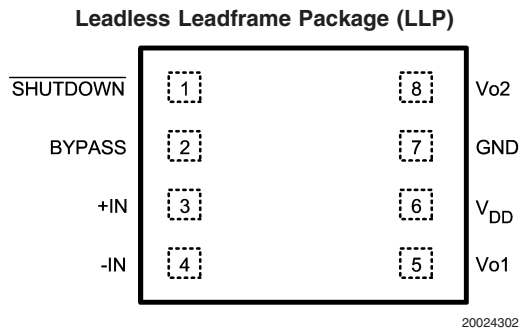 Leadless Leadframe Package (LLP)
SHUTDOWN 1 8 Vo2
BYPASS 2 7 GND
+IN 3 6 VDD
-IN 4 5 Vo1
20024302